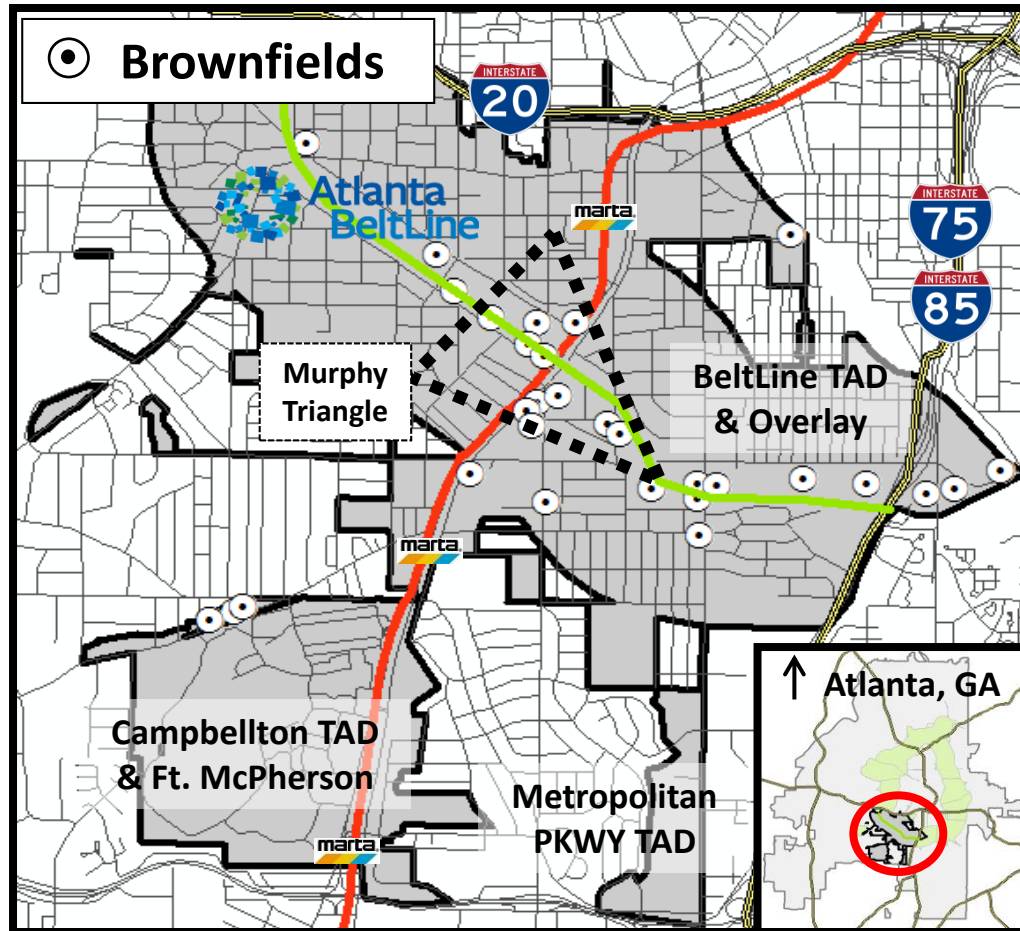 Brownfields
INTERSTATE
20
Atlanta
BeltLine
marta
INTERSTATE
75
INTERSTATE
85
Murphy
Triangle
BeltLine TAD
& Overlay
marta
Campbellton TAD
& Ft. McPherson
Metropolitan
PKWY TAD
marta
Atlanta, GA